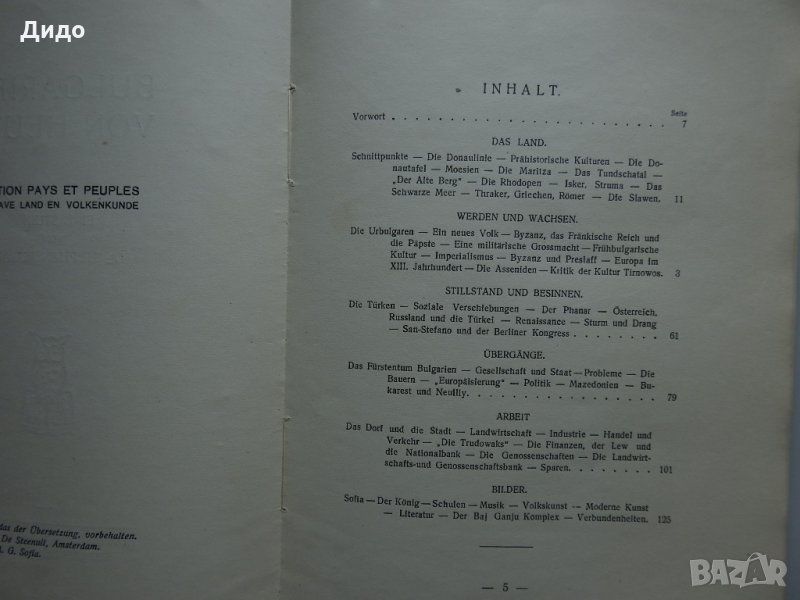 Дидо
TION PAYS ET PEUPLES
AVE LAND EN VOLKENKUNDE
das der Übersetzung, vorbehalten.
De Steenuil, Amsterdam.
A. G. Sofia.
INHALT.
Seite
Vorwort . . . . . . . . . . . . . . . . . . . . . . . 7
DAS LAND.
Schnittpunkte — Die Donaulinie — Prähistorische Kulturen — Die Do-
nautafel — Moesien — Die Maritza — Das Tundschatal —
„Der Alte Berg" — Die Rhodopen — Isker, Struma — Das
Schwarze Meer — Thraker, Griechen, Römer — Die Slawen. 11
WERDEN UND WACHSEN.
Die Urbulgaren — Ein neues Volk — Byzanz, das Fränkische Reich und
die Päpste — Eine militärische Grossmacht — Frühbulgarische
Kultur — Imperialismus — Byzanz und Preslaff — Europa im
XIII. Jahrhundert — Die Asseniden — Kritik der Kultur Tirnowos. 3
STILLSTAND UND BESINNEN.
Die Türken — Soziale Verschiebungen — Der Phanar — Österreich,
Russland und die Türkei — Renaissance — Sturm und Drang
— San-Stefano und der Berliner Kongress . . . . . . . . 61
ÜBERGÄNGE.
Das Fürstentum Bulgarien — Gesellschaft und Staat — Probleme — Die
Bauern — „Europäisierung" — Politik — Mazedonien — Bu-
karest und Neuilly. . . . . . . . . . . . . . . . . 79
ARBEIT
Das Dorf und die Stadt — Landwirtschaft — Industrie — Handel und
Verkehr — „Die Trudowaks" — Die Finanzen, der Lew und
die Nationalbank — Die Genossenschaften — Die Landwirt-
schafts-und Genossenschaftsbank — Sparen. . . . . . . . . 101
BILDER.
Sofia — Der König — Schulen — Musik — Volkskunst — Moderne Kunst
— Literatur — Der Baj Ganju Komplex — Verbundenheiten. 125
— 5 —
BAZAR